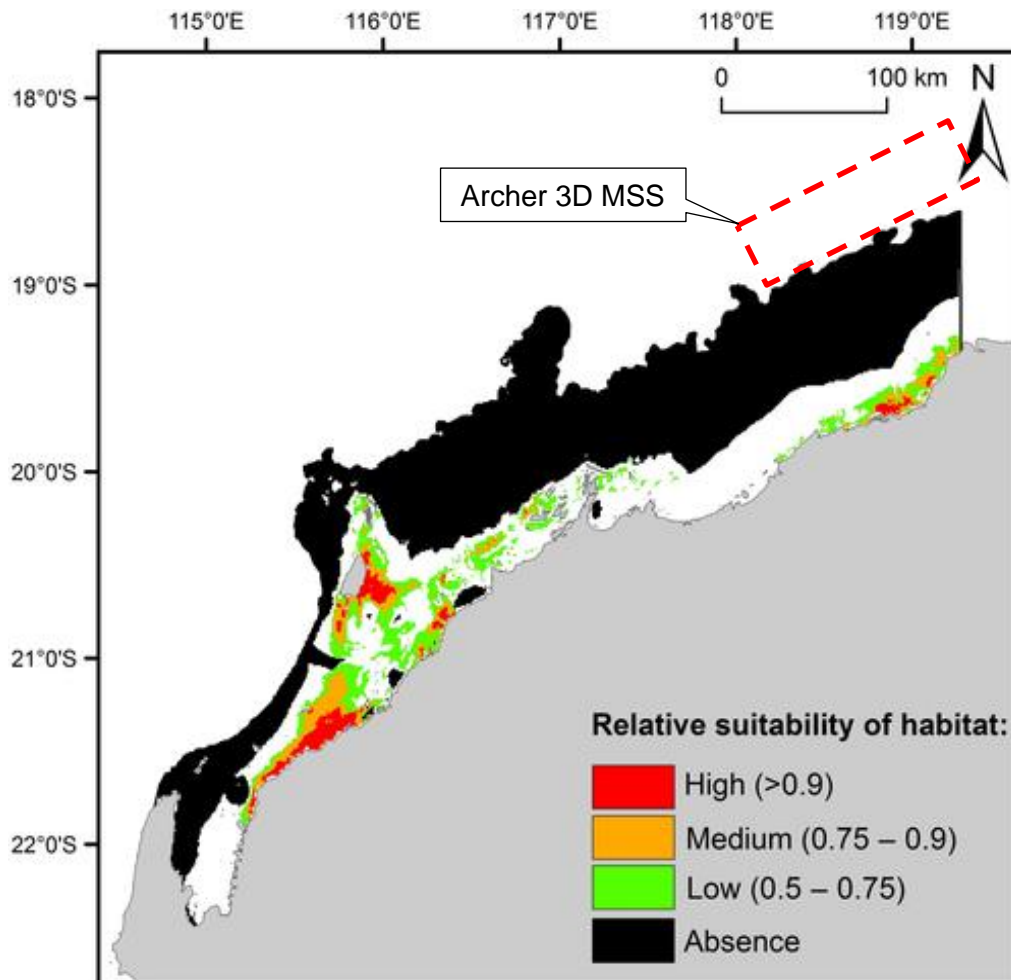 115°0'E 116°0'E 117°0'E 118°0'E 119°0'E
18°0'S
0 100 km
N
Archer 3D MSS
19°0'S
20°0'S
21°0'S
22°0'S
Relative suitability of habitat:
High (>0.9)
Medium (0.75 – 0.9)
Low (0.5 – 0.75)
Absence